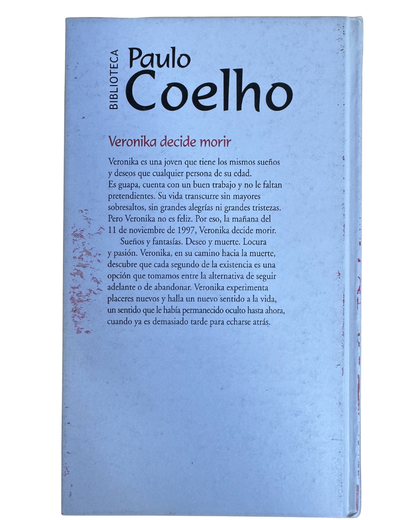 BIBLIOTECA
Paulo
Coelho
Veronika decide morir
Veronika es una joven que tiene los mismos sueños
y deseos que cualquier persona de su edad.
Es guapa, cuenta con un buen trabajo y no le faltan
pretendientes. Su vida transcurre sin mayores
sobresaltos, sin grandes alegrías ni grandes tristezas.
Pero Veronika no es feliz. Por eso, la mañana del
11 de noviembre de 1997, Veronika decide morir.
Sueños y fantasías. Deseo y muerte. Locura
y pasión. Veronika, en su camino hacia la muerte,
descubre que cada segundo de la existencia es una
opción que tomamos entre la alternativa de seguir
adelante o de abandonar. Veronika experimenta
placeres nuevos y halla un nuevo sentido a la vida,
un sentido que le había permanecido oculto hasta ahora,
cuando ya es demasiado tarde para echarse atrás.